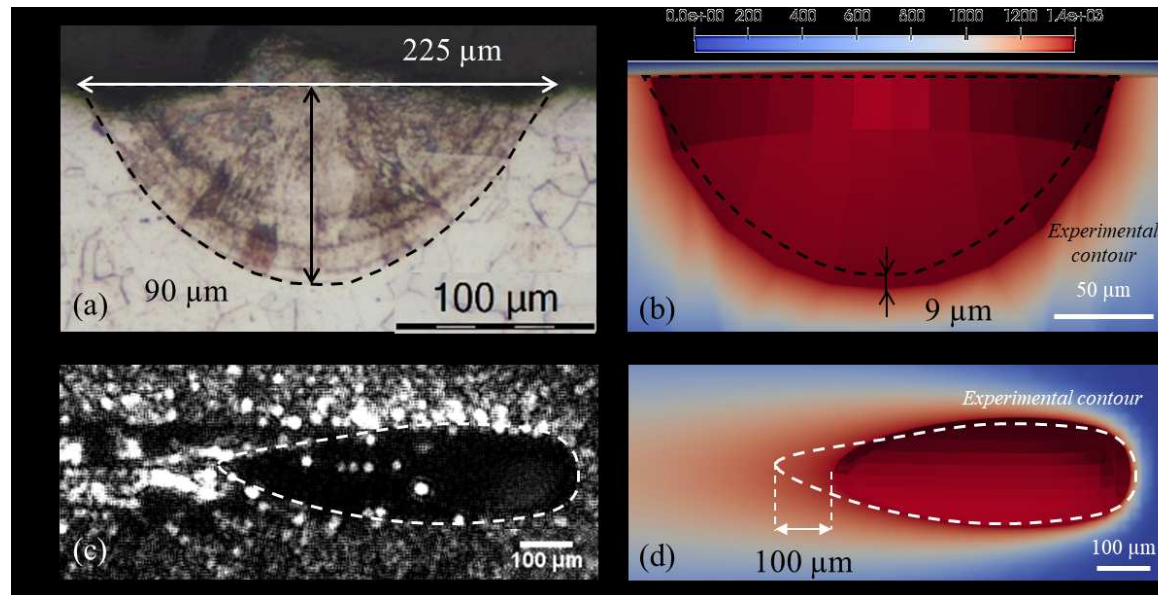 0.0e+00 200 400 600 800 1000 1200 1.4e+03
225 µm
90 µm
100 µm
(a)
Experimental
contour
50 µm
9 µm
(b)
(c)
100 µm
Experimental contour
100 µm
100 µm
(d)